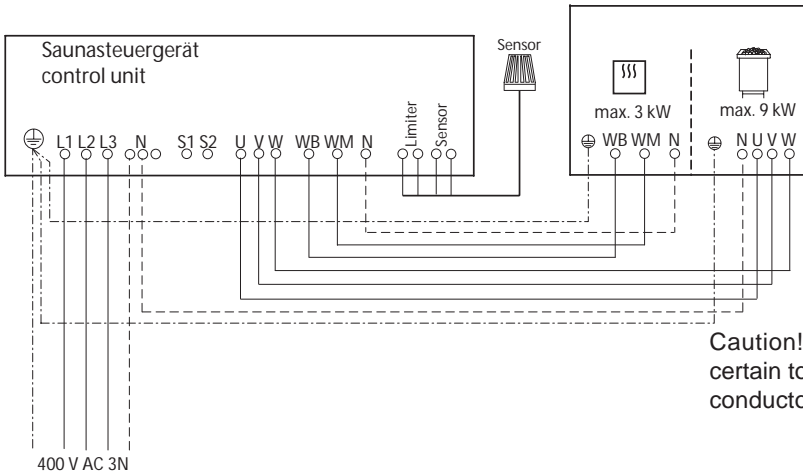 Saunasteuergerät
control unit
Sensor
max. 3 kW
max. 9 kW
L1 L2 L3 N S1 S2 U V W WB WM N Limiter Sensor
WB WM N
N U V W
Caution!
certain to
conducto
400 V AC 3N